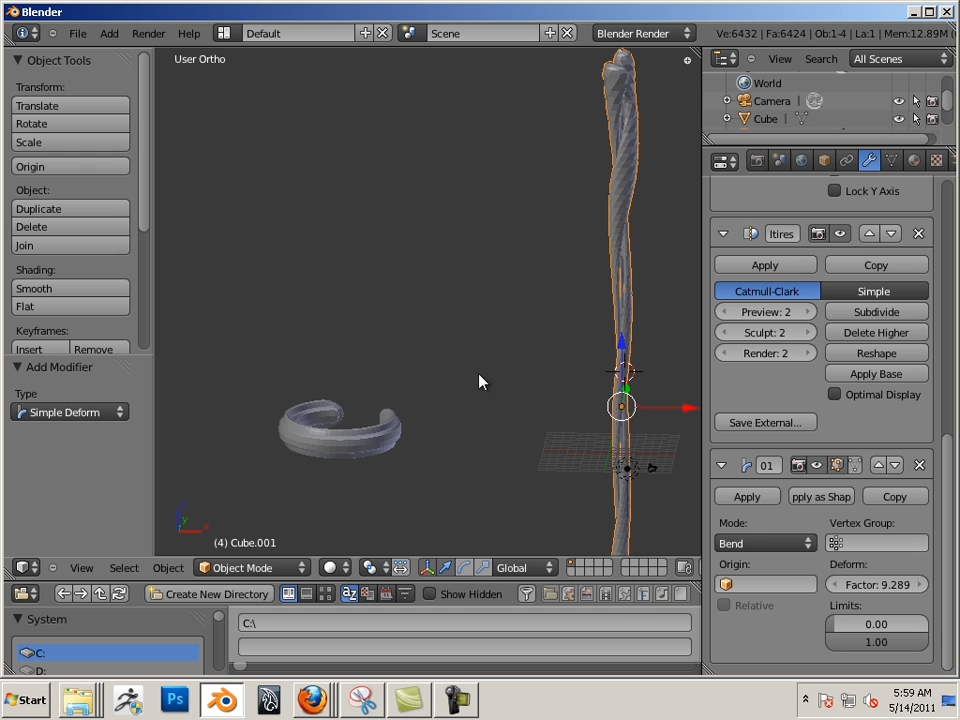 Blender
File Add Render Help Default Scene Blender Render Ve:6432 | Fa:6424 | Ob:1-4 | La:1 | Mem:12.89M (
Object Tools
Transform:
Translate
Rotate
Scale
Origin
Object:
Duplicate
Delete
Join
Shading:
Smooth
Flat
Keyframes:
Insert Remove
Add Modifier
Type
Simple Deform
User Ortho
(4) Cube.001
View Search All Scenes
World
Camera
Cube
Lock Y Axis
ltires
Apply Copy
Catmull-Clark Simple
Preview: 2 Subdivide
Sculpt: 2 Delete Higher
Render: 2 Reshape
Apply Base
Optimal Display
Save External...
01
Apply pply as Shap Copy
Mode: Vertex Group:
Bend
Origin: Deform:
Factor: 9.289
Relative Limits:
0.00
1.00
View Select Object Object Mode Global
Create New Directory Show Hidden
System
C:
D:
C:\
Start
Ps
5:59 AM
5/14/2011